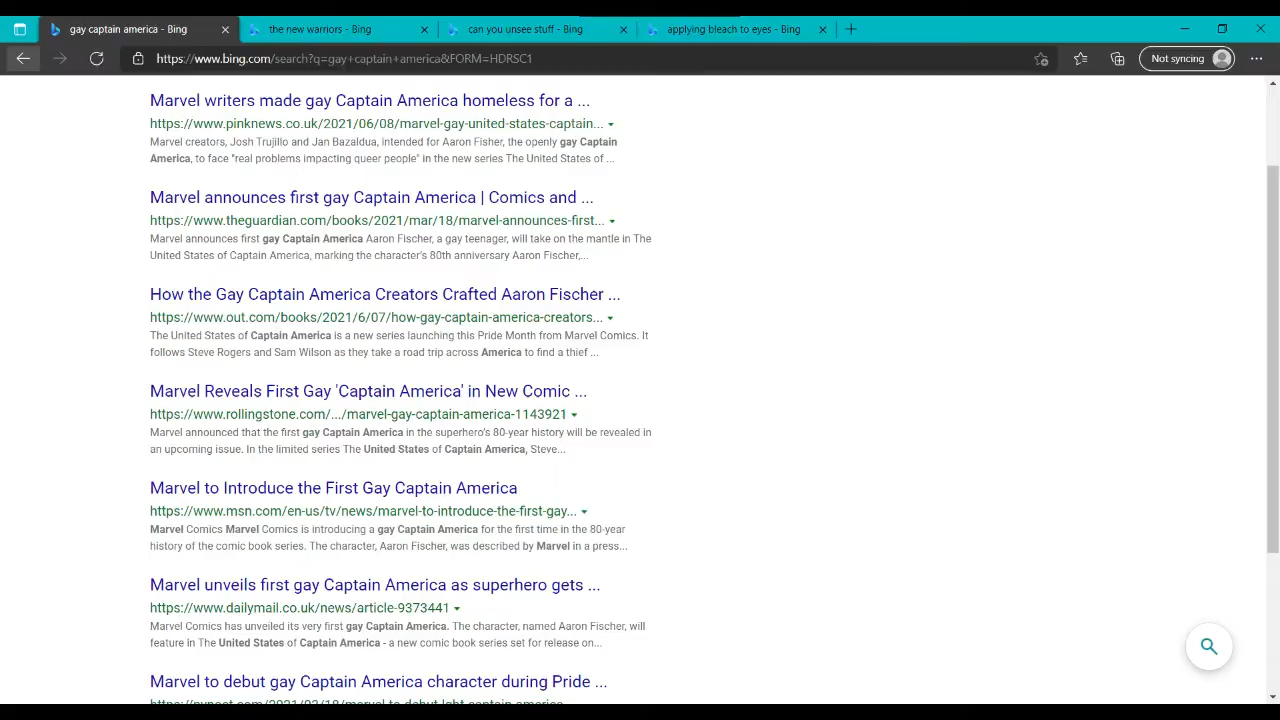 gay captain america - Bing
the new warriors - Bing
can you unsee stuff - Bing
applying bleach to eyes - Bing
https://www.bing.com/search?q=gay+captain+america&FORM=HDRSC1
Not syncing
Marvel writers made gay Captain America homeless for a ...
https://www.pinknews.co.uk/2021/06/08/marvel-gay-united-states-captain...
Marvel creators, Josh Trujillo and Jan Bazaldua, intended for Aaron Fisher, the openly gay Captain
America, to face "real problems impacting queer people" in the new series The United States of ...
Marvel announces first gay Captain America | Comics and ...
https://www.theguardian.com/books/2021/mar/18/marvel-announces-first...
Marvel announces first gay Captain America Aaron Fischer, a gay teenager, will take on the mantle in The
United States of Captain America, marking the character's 80th anniversary Aaron Fischer,...
How the Gay Captain America Creators Crafted Aaron Fischer ...
https://www.out.com/books/2021/6/07/how-gay-captain-america-creators...
The United States of Captain America is a new series launching this Pride Month from Marvel Comics. It
follows Steve Rogers and Sam Wilson as they take a road trip across America to find a thief ...
Marvel Reveals First Gay 'Captain America' in New Comic ...
https://www.rollingstone.com/.../marvel-gay-captain-america-1143921
Marvel announced that the first gay Captain America in the superhero's 80-year history will be revealed in
an upcoming issue. In the limited series The United States of Captain America, Steve...
Marvel to Introduce the First Gay Captain America
https://www.msn.com/en-us/tv/news/marvel-to-introduce-the-first-gay...
Marvel Comics Marvel Comics is introducing a gay Captain America for the first time in the 80-year
history of the comic book series. The character, Aaron Fischer, was described by Marvel in a press...
Marvel unveils first gay Captain America as superhero gets ...
https://www.dailymail.co.uk/news/article-9373441
Marvel Comics has unveiled its very first gay Captain America. The character, named Aaron Fischer, will
feature in The United States of Captain America - a new comic book series set for release on...
Marvel to debut gay Captain America character during Pride ...
https://nypost.com/2021/03/18/marvel-to-debut-lgbt-captain-america...